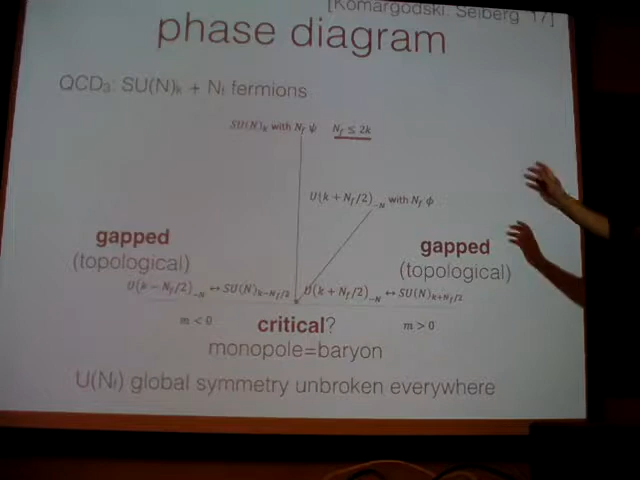 [Komargodski, Seiberg '17]
phase diagram
QCD₃: SU(N)ₖ + N_f fermions
SU(N)_k with N_f ψ N_f ≤ 2k
U(k + N_f/2)_{-N} with N_f ϕ
gapped gapped
(topological) (topological)
U(k − N_f/2)_{-N} ↔ SU(N)_{k−N_f/2} U(k + N_f/2)_{-N} ↔ SU(N)_{k+N_f/2}
m < 0 critical? m > 0
monopole=baryon
U(N_f) global symmetry unbroken everywhere